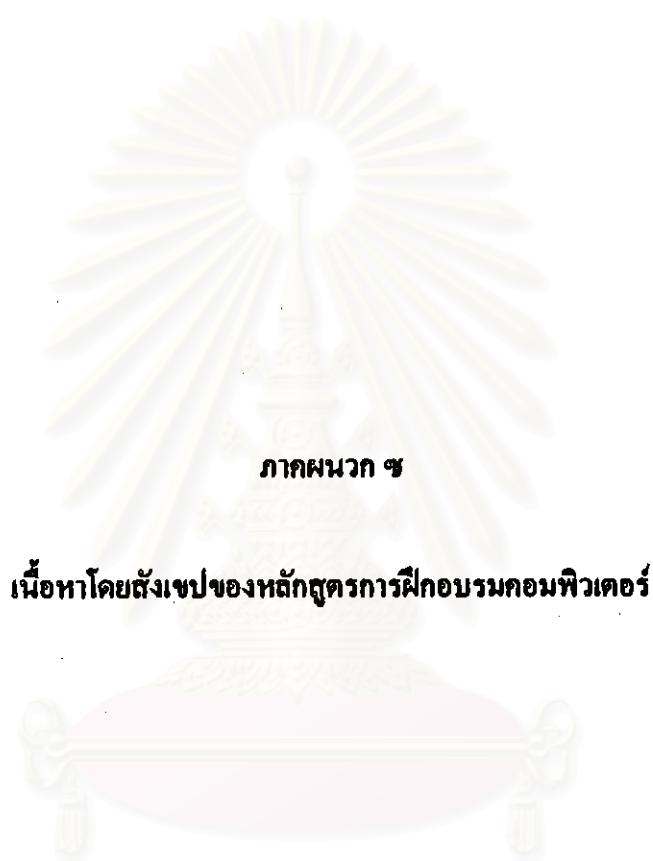 ภาคผนวก ซ
เนื้อหาโดยสังเขปของหลักสูตรการฝึกอบรมคอมพิวเตอร์